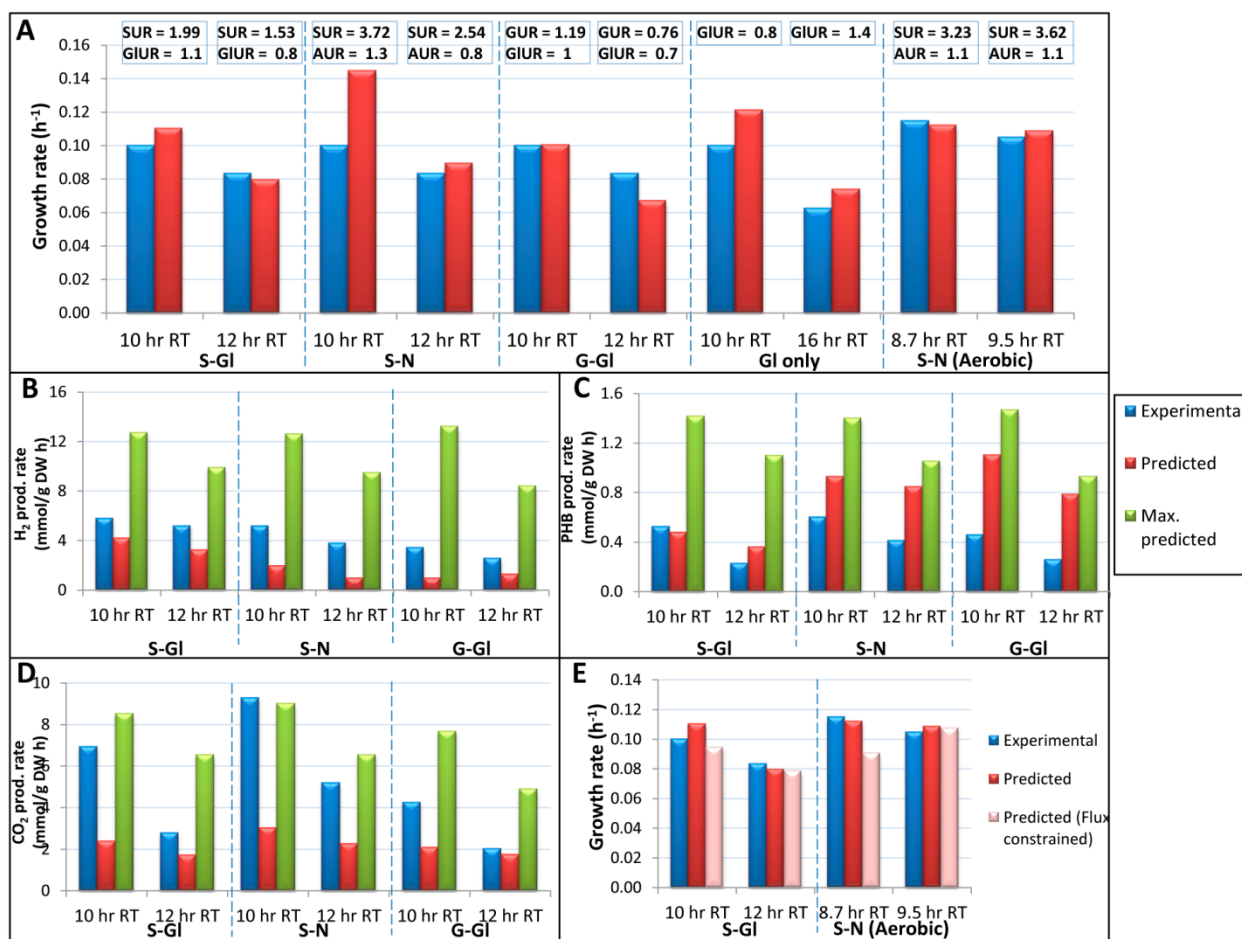 A
SUR = 1.99 SUR = 1.53 SUR = 3.72 SUR = 2.54 GUR = 1.19 GUR = 0.76 GlUR = 0.8 GlUR = 1.4 SUR = 3.23 SUR = 3.62
GlUR = 1.1 GlUR = 0.8 AUR = 1.3 AUR = 0.8 GlUR = 1 GlUR = 0.7 AUR = 1.1 AUR = 1.1
Growth rate (h-1)
0.16
0.14
0.12
0.10
0.08
0.06
0.04
0.02
0.00
10 hr RT 12 hr RT 10 hr RT 12 hr RT 10 hr RT 12 hr RT 10 hr RT 16 hr RT 8.7 hr RT 9.5 hr RT
S-Gl S-N G-Gl Gl only S-N (Aerobic)
B
H2 prod. rate
(mmol/g DW h)
16
12
8
4
0
10 hr RT 12 hr RT 10 hr RT 12 hr RT 10 hr RT 12 hr RT
S-Gl S-N G-Gl
C
PHB prod. rate
(mmol/g DW h)
1.6
1.2
0.8
0.4
0.0
10 hr RT 12 hr RT 10 hr RT 12 hr RT 10 hr RT 12 hr RT
S-Gl S-N G-Gl
Experimental
Predicted
Max.
predicted
D
CO2 prod. rate
(mmol/g DW h)
10
8
6
4
2
0
10 hr RT 12 hr RT 10 hr RT 12 hr RT 10 hr RT 12 hr RT
S-Gl S-N G-Gl
E
Growth rate (h-1)
0.14
0.12
0.10
0.08
0.06
0.04
0.02
0.00
10 hr RT 12 hr RT 8.7 hr RT 9.5 hr RT
S-Gl S-N (Aerobic)
Experimental
Predicted
Predicted (Flux
constrained)